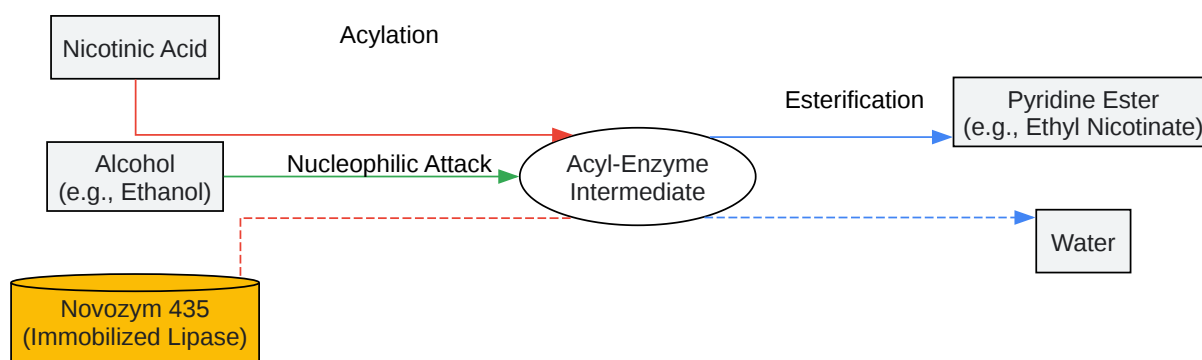 Nicotinic Acid
Acylation
Esterification
Pyridine Ester
(e.g., Ethyl Nicotinate)
Alcohol
(e.g., Ethanol)
Nucleophilic Attack
Acyl-Enzyme
Intermediate
Water
Novozym 435
(Immobilized Lipase)